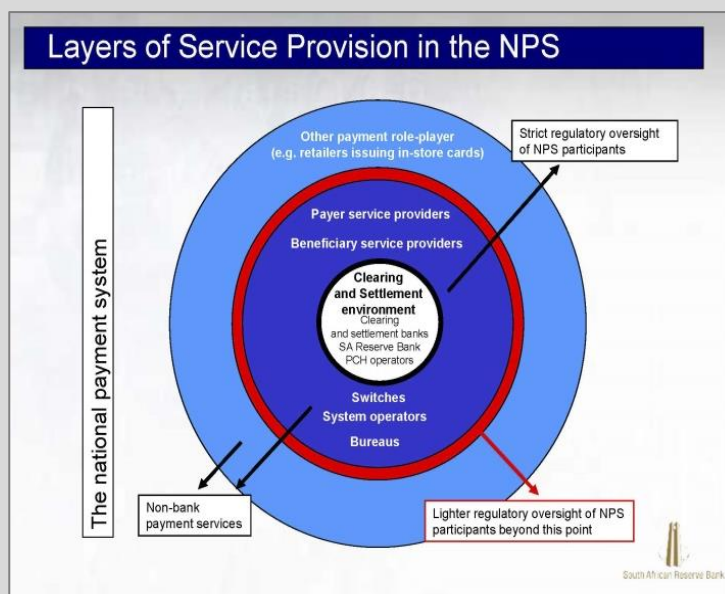 Layers of Service Provision in the NPS
The national payment system
Other payment role-player
(e.g. retailers issuing in-store cards)
Strict regulatory oversight
of NPS participants
Payer service providers
Beneficiary service providers
Clearing
and Settlement
environment
Clearing
and settlement banks
SA Reserve Bank
PCH operators
Switches
System operators
Bureaus
Non-bank
payment services
Lighter regulatory oversight of NPS
participants beyond this point
South African Reserve Bank